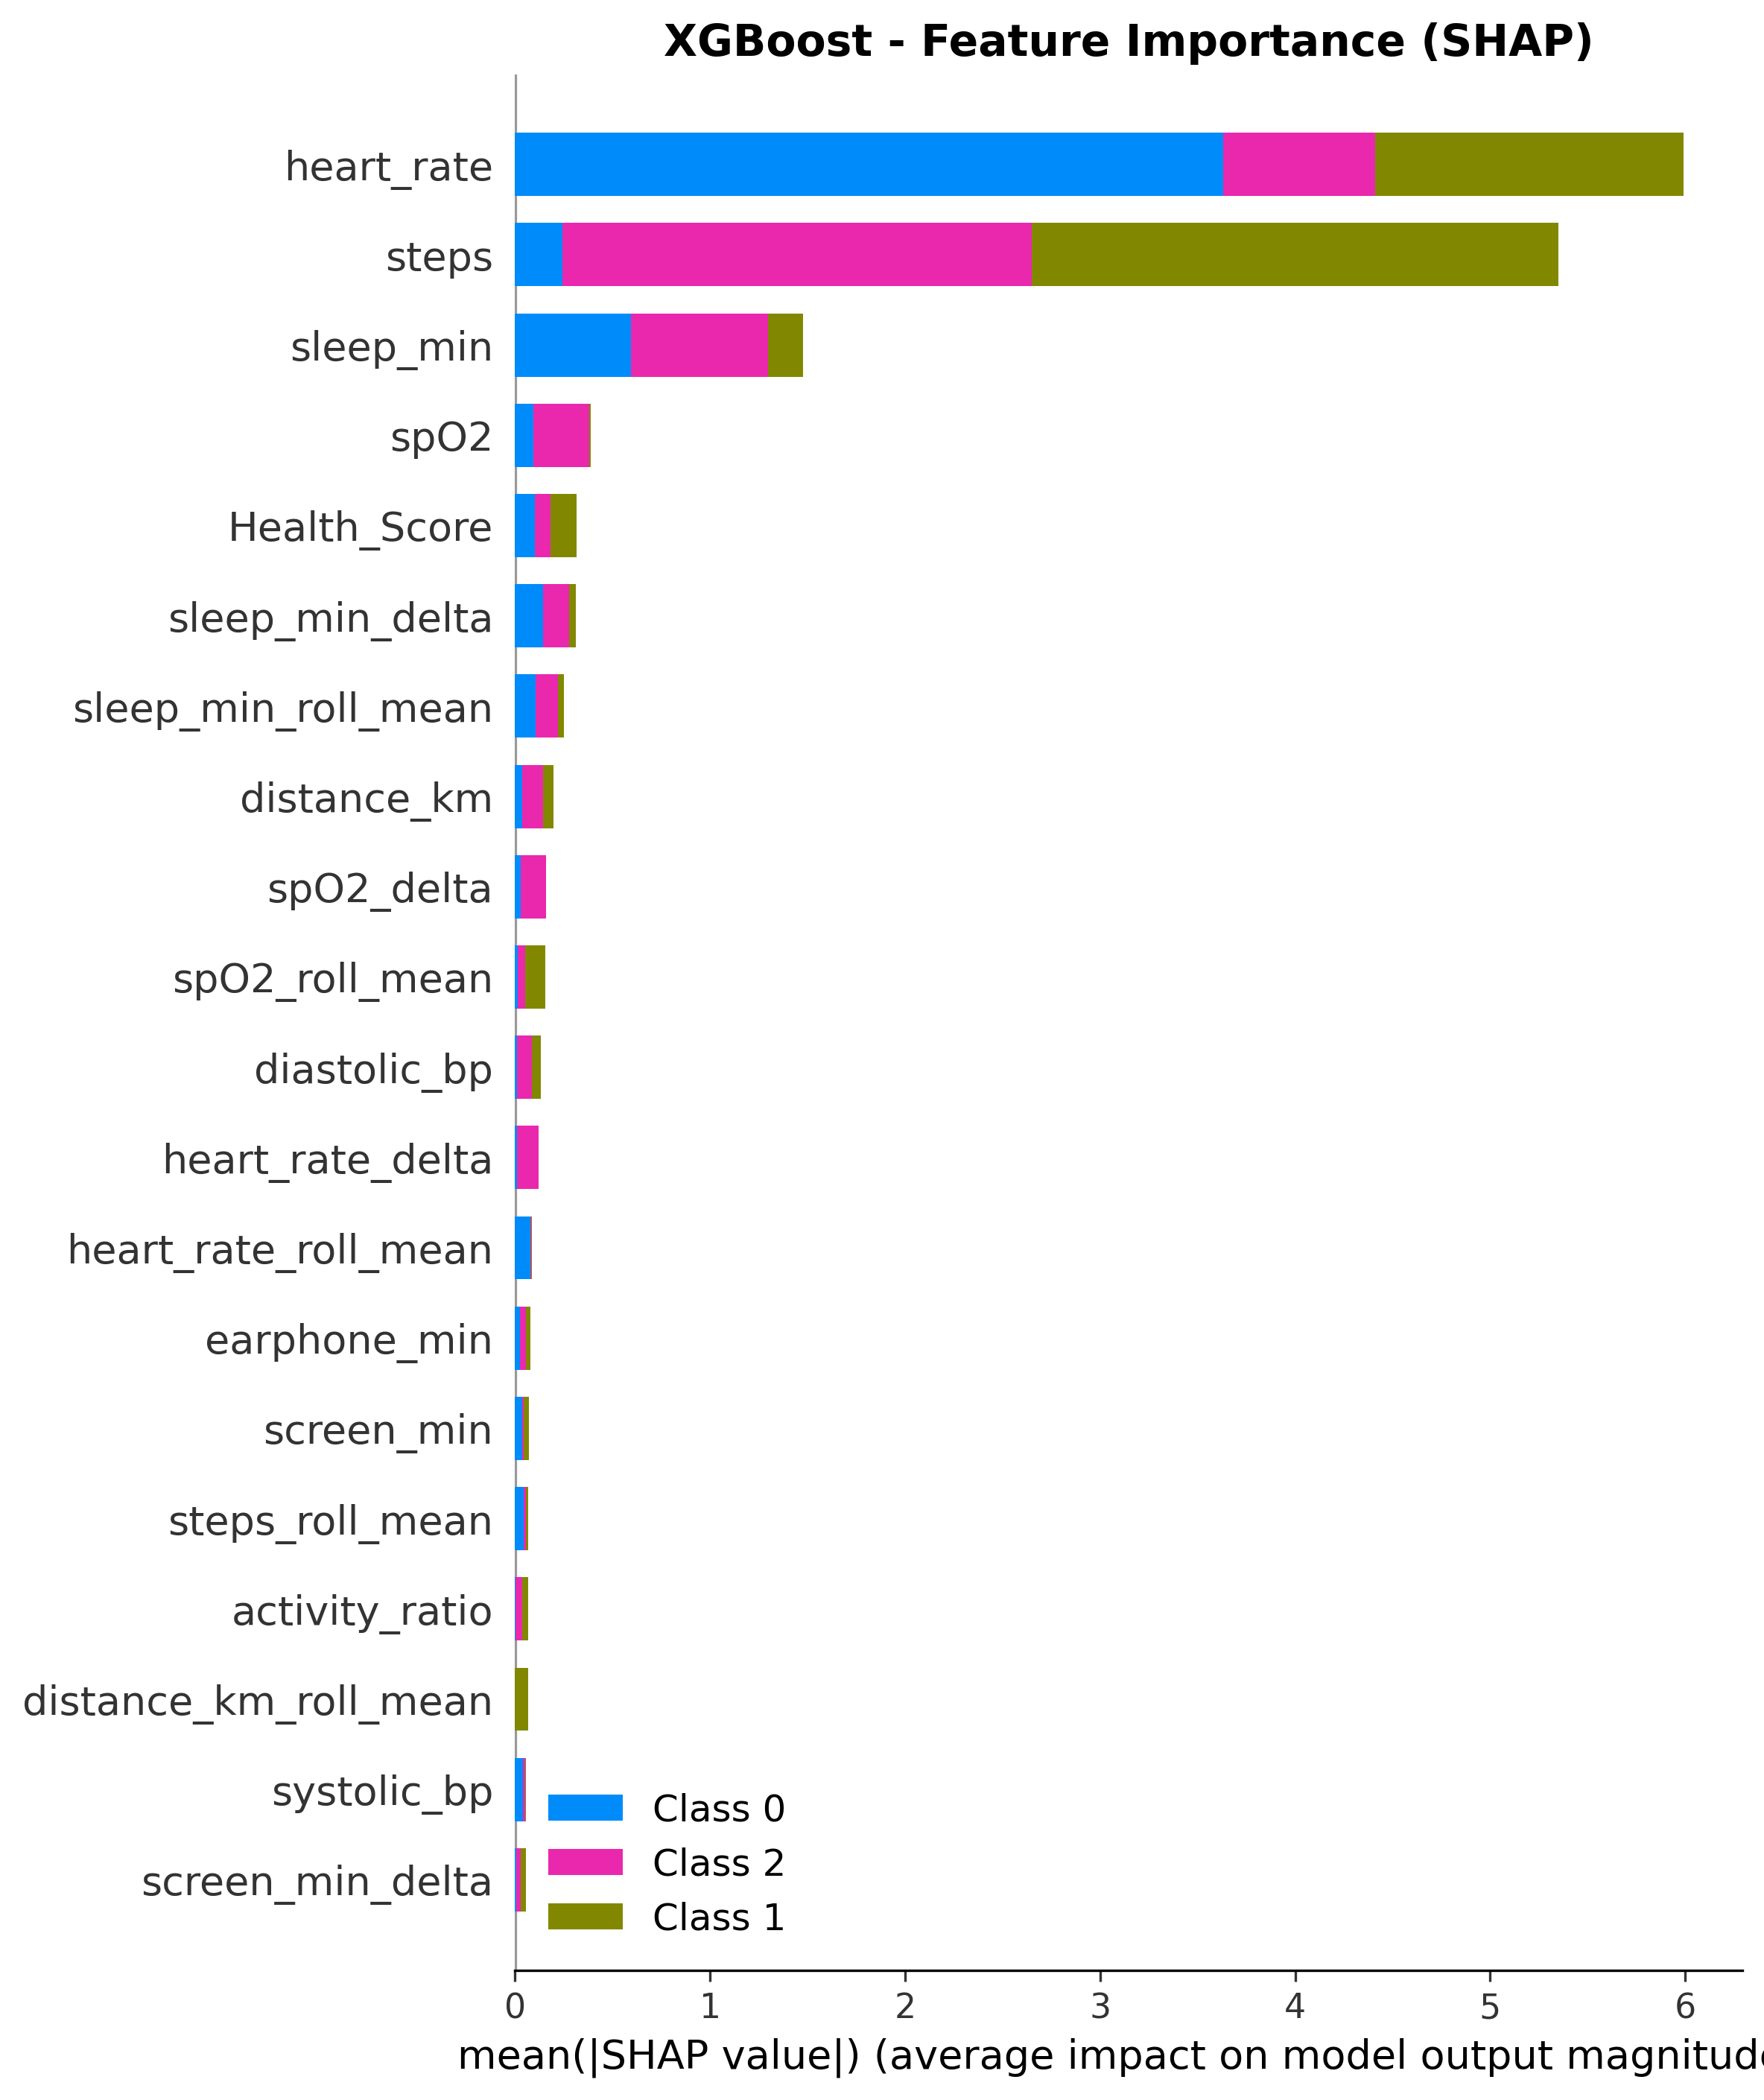 XGBoost - Feature Importance (SHAP)
heart_rate
steps
sleep_min
spO2
Health_Score
sleep_min_delta
sleep_min_roll_mean
distance_km
spO2_delta
spO2_roll_mean
diastolic_bp
heart_rate_delta
heart_rate_roll_mean
earphone_min
screen_min
steps_roll_mean
activity_ratio
distance_km_roll_mean
systolic_bp
screen_min_delta
Class 0
Class 2
Class 1
0 1 2 3 4 5 6
mean(|SHAP value|) (average impact on model output magnitude